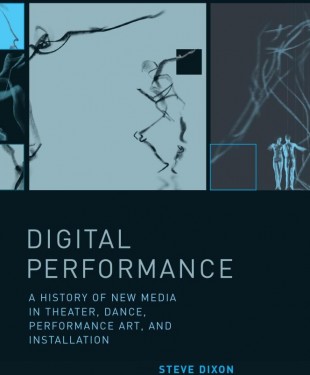 DIGITAL
PERFORMANCE
A HISTORY OF NEW MEDIA
IN THEATER, DANCE,
PERFORMANCE ART, AND
INSTALLATION
STEVE DIXON